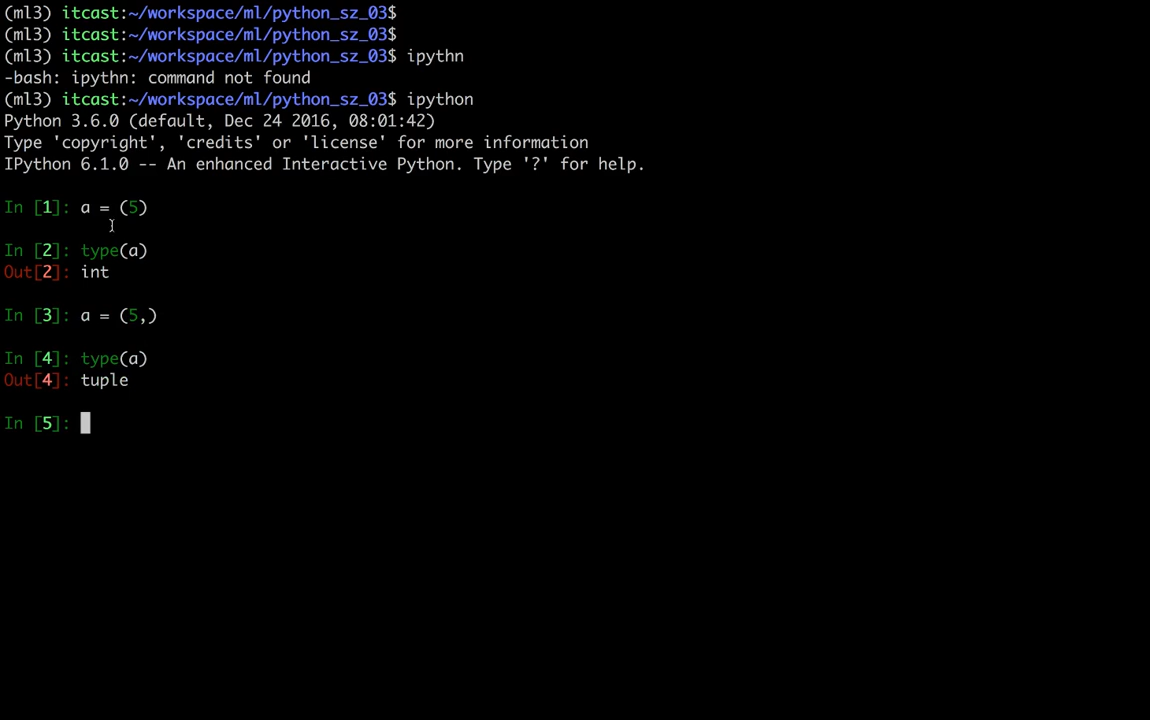 (ml3) itcast:~/workspace/ml/python_sz_03$
(ml3) itcast:~/workspace/ml/python_sz_03$
(ml3) itcast:~/workspace/ml/python_sz_03$ ipythn
-bash: ipythn: command not found
(ml3) itcast:~/workspace/ml/python_sz_03$ ipython
Python 3.6.0 (default, Dec 24 2016, 08:01:42)
Type 'copyright', 'credits' or 'license' for more information
IPython 6.1.0 -- An enhanced Interactive Python. Type '?' for help.
In [1]: a = (5)
In [2]: type(a)
Out[2]: int
In [3]: a = (5,)
In [4]: type(a)
Out[4]: tuple
In [5]: